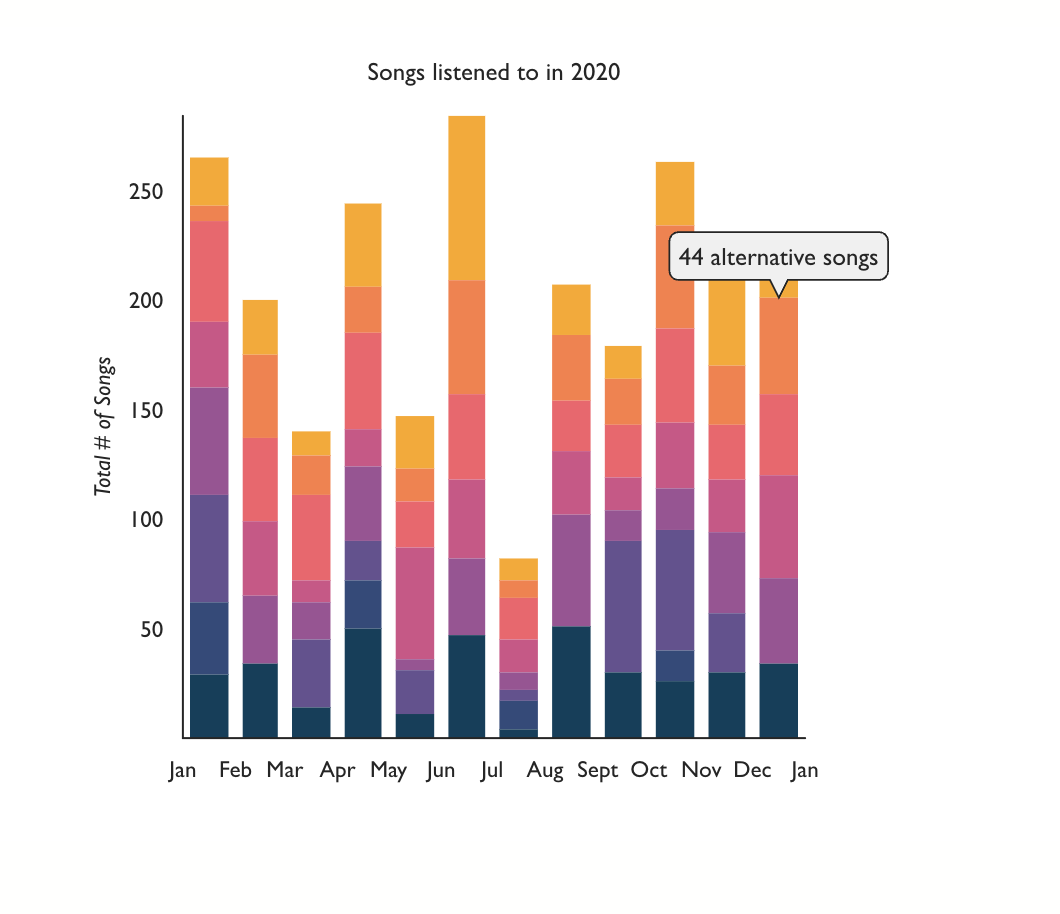 Songs listened to in 2020
250
200
150
100
50
Total # of Songs
44 alternative songs
Jan Feb Mar Apr May Jun Jul Aug Sept Oct Nov Dec Jan